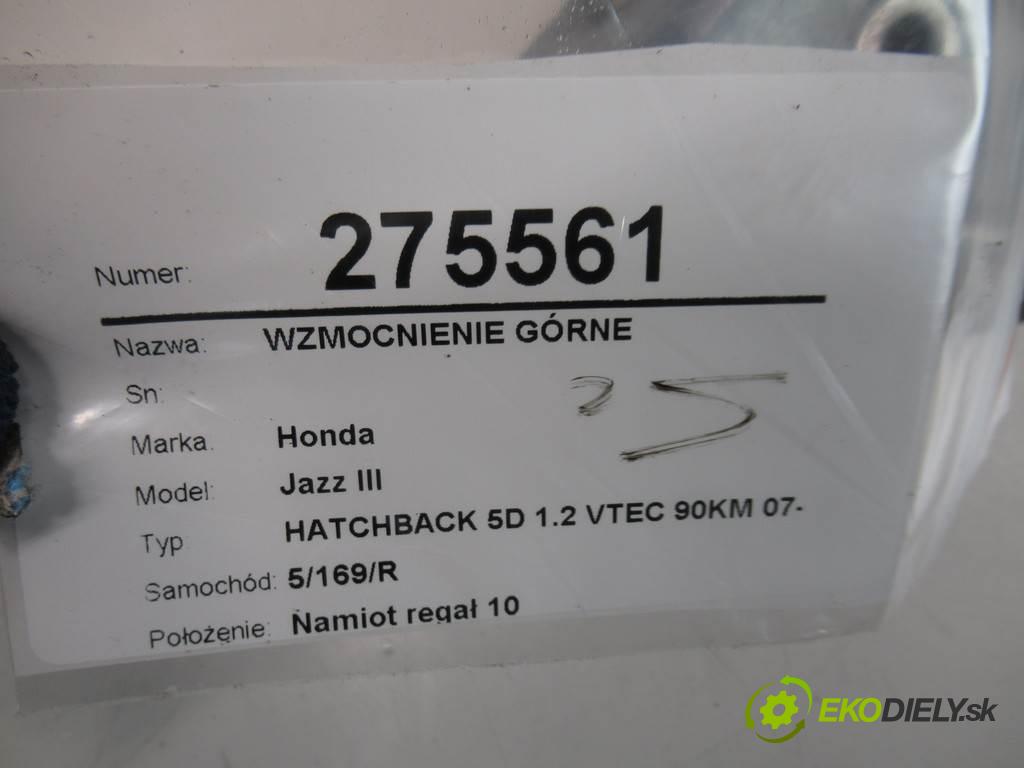 Numer: 275561
Nazwa: WZMOCNIENIE GÓRNE
Sn:
Marka: Honda
Model: Jazz III
Typ HATCHBACK 5D 1.2 VTEC 90KM 07-
Samochód: 5/169/R
Położenie: Namiot regał 10
EKODIELY.sk